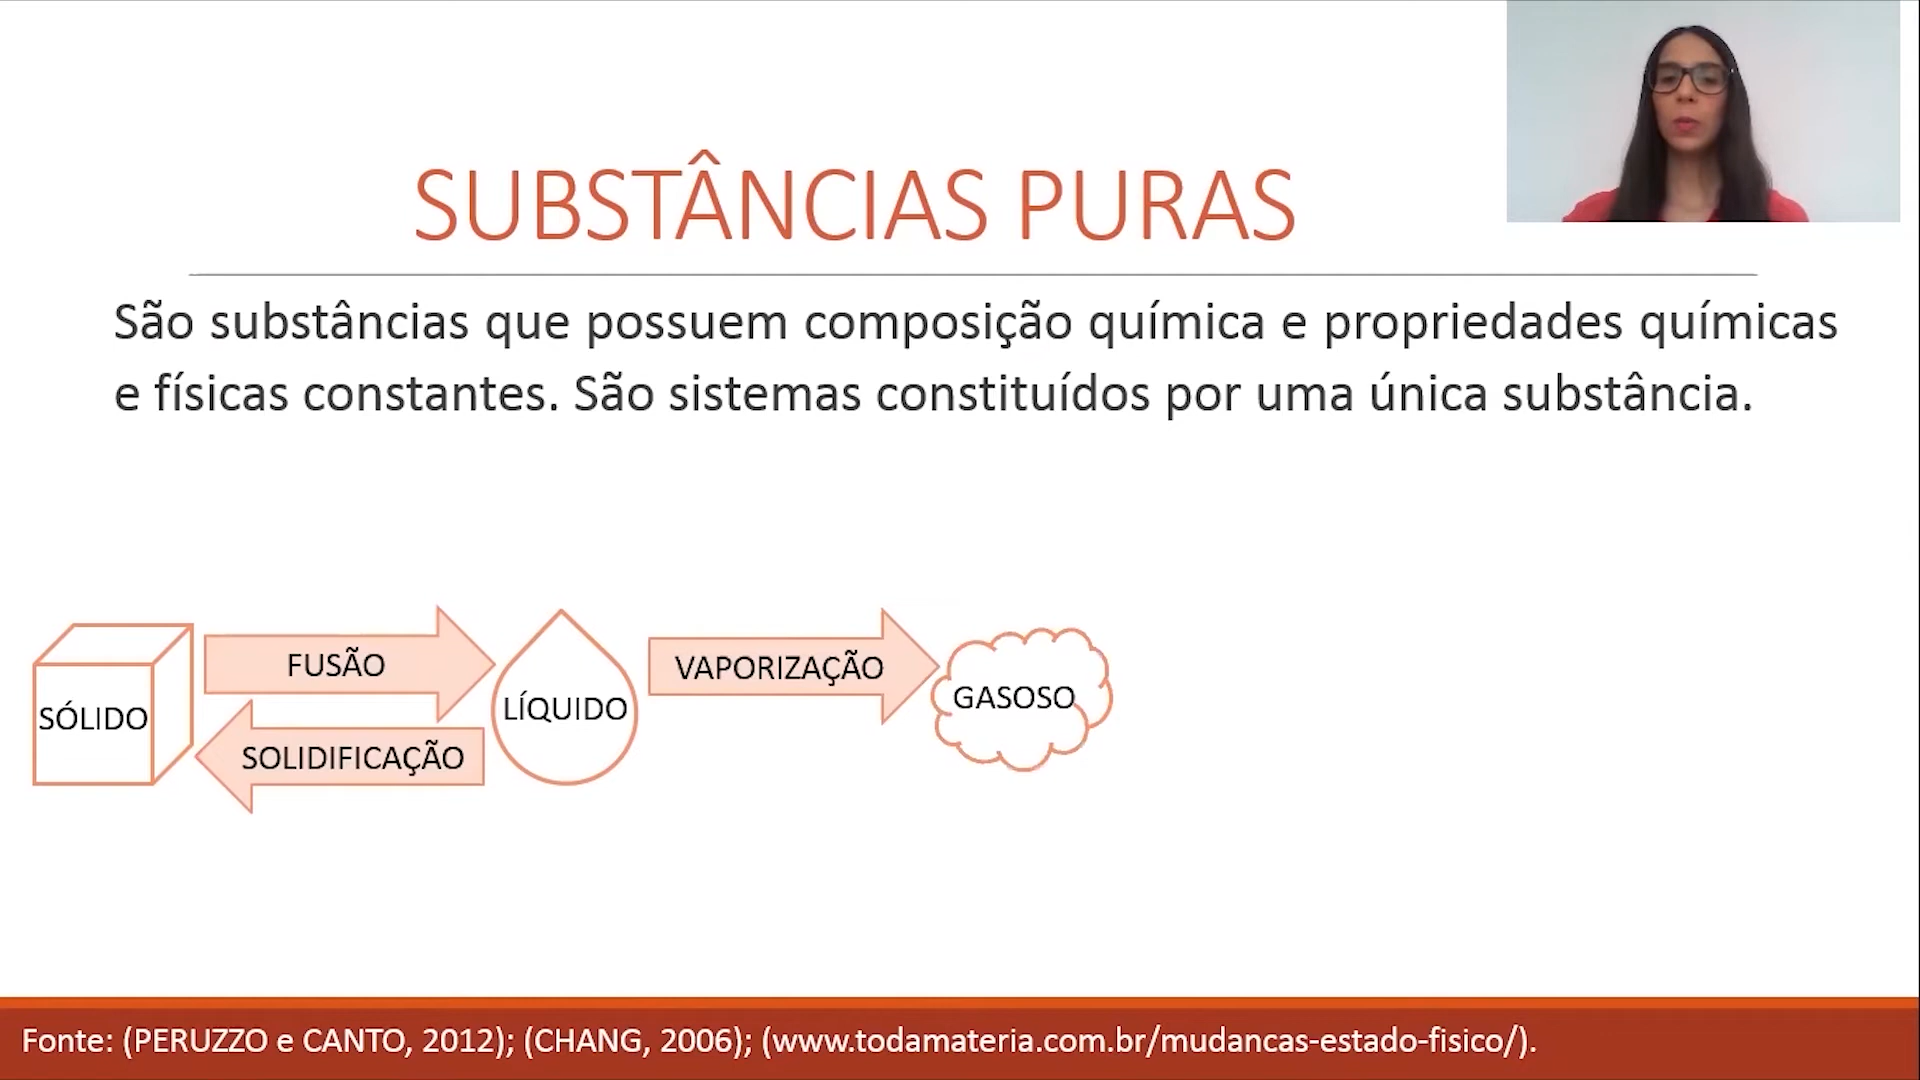 SUBSTÂNCIAS PURAS
São substâncias que possuem composição química e propriedades químicas
e físicas constantes. São sistemas constituídos por uma única substância.
SÓLIDO
FUSÃO
SOLIDIFICAÇÃO
LÍQUIDO
VAPORIZAÇÃO
GASOSO
Fonte: (PERUZZO e CANTO, 2012); (CHANG, 2006); (www.todamateria.com.br/mudancas-estado-fisico/).